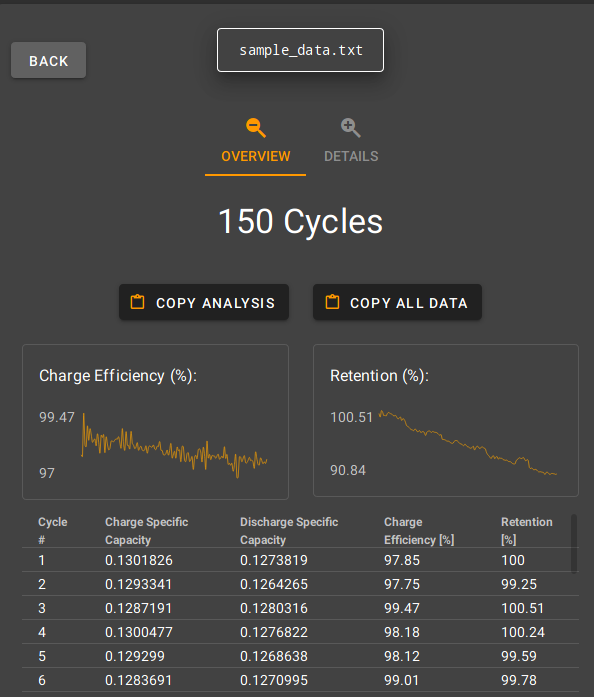 BACK
sample_data.txt
OVERVIEW DETAILS
150 Cycles
COPY ANALYSIS COPY ALL DATA
Charge Efficiency (%):
99.47
97
Retention (%):
100.51
90.84
Cycle # Charge Specific Capacity Discharge Specific Capacity Charge Efficiency [%] Retention [%]
1 0.1301826 0.1273819 97.85 100
2 0.1293341 0.1264265 97.75 99.25
3 0.1287191 0.1280316 99.47 100.51
4 0.1300477 0.1276822 98.18 100.24
5 0.129299 0.1268638 98.12 99.59
6 0.1283691 0.1270995 99.01 99.78